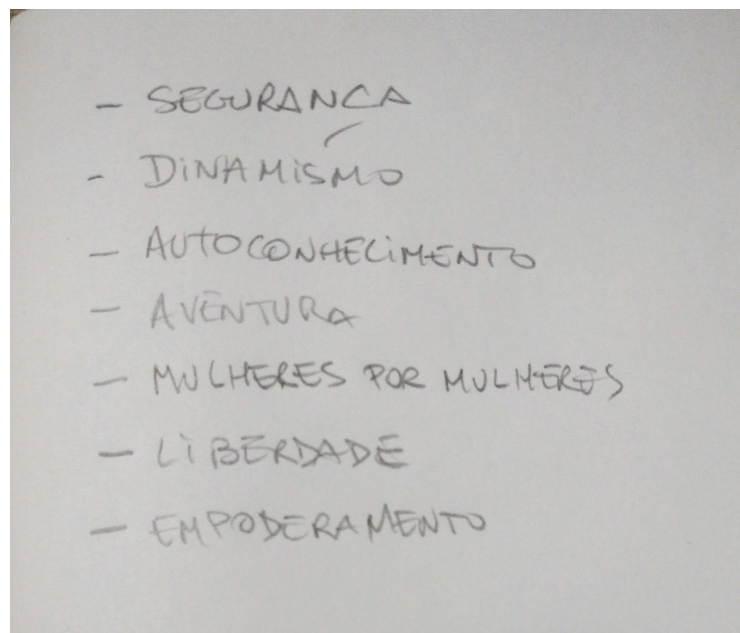 - SEGURANÇA
- DINAMISMO
- AUTOCONHECIMENTO
- AVENTURA
- MULHERES POR MULHERES
- LIBERDADE
- EMPODERAMENTO